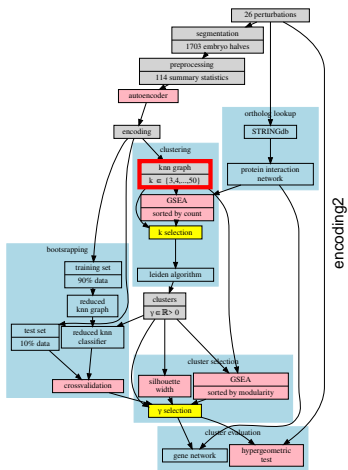 26 perturbations
segmentation
1703 embryo halves
preprocessing
114 summary statistics
autoencoder
ortholog lookup
encoding
STRINGdb
clustering
knn graph
k ∈ {3,4,...,50}
protein interaction
network
GSEA
sorted by count
k selection
encoding2
bootsrapping
leiden algorithm
training set
90% data
clusters
γ ∈ ℝ > 0
reduced
knn graph
test set
10% data
reduced knn
classifier
cluster selection
crossvalidation
silhouette
width
GSEA
sorted by modularity
γ selection
cluster evaluation
gene network
hypergeometric
test